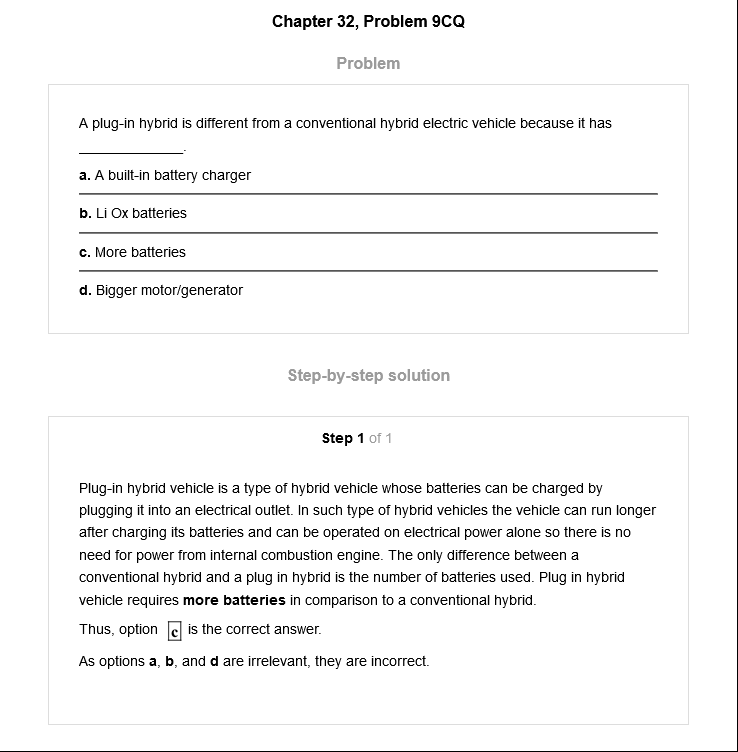 Chapter 32, Problem 9CQ
Problem
A plug-in hybrid is different from a conventional hybrid electric vehicle because it has
_____________.
a. A built-in battery charger
b. Li Ox batteries
c. More batteries
d. Bigger motor/generator
Step-by-step solution
Step 1 of 1
Plug-in hybrid vehicle is a type of hybrid vehicle whose batteries can be charged by
plugging it into an electrical outlet. In such type of hybrid vehicles the vehicle can run longer
after charging its batteries and can be operated on electrical power alone so there is no
need for power from internal combustion engine. The only difference between a
conventional hybrid and a plug in hybrid is the number of batteries used. Plug in hybrid
vehicle requires more batteries in comparison to a conventional hybrid.
Thus, option c is the correct answer.
As options a, b, and d are irrelevant, they are incorrect.